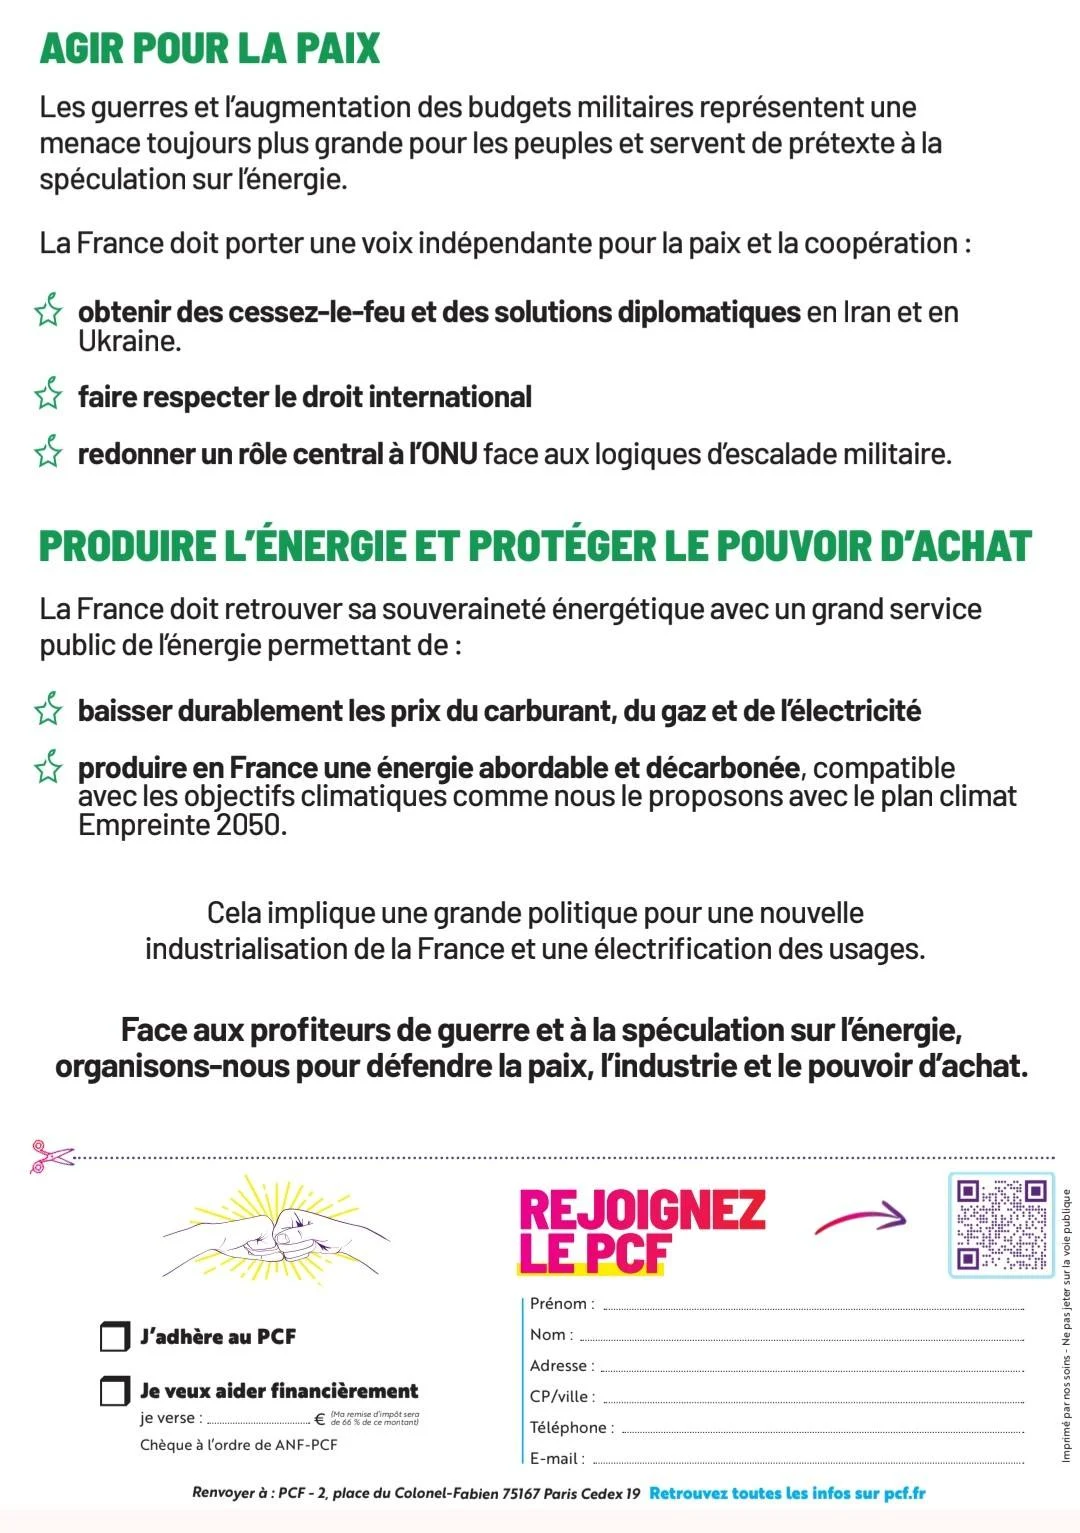 AGIR POUR LA PAIX
Les guerres et l'augmentation des budgets militaires représentent une
menace toujours plus grande pour les peuples et servent de prétexte à la
spéculation sur l'énergie.
La France doit porter une voix indépendante pour la paix et la coopération :
obtenir des cessez-le-feu et des solutions diplomatiques en Iran et en
Ukraine.
faire respecter le droit international
redonner un rôle central à l'ONU face aux logiques d'escalade militaire.
PRODUIRE L'ÉNERGIE ET PROTÉGER LE POUVOIR D'ACHAT
La France doit retrouver sa souveraineté énergétique avec un grand service
public de l'énergie permettant de :
baisser durablement les prix du carburant, du gaz et de l'électricité
produire en France une énergie abordable et décarbonée, compatible
avec les objectifs climatiques comme nous le proposons avec le plan climat
Empreinte 2050.
Cela implique une grande politique pour une nouvelle
industrialisation de la France et une électrification des usages.
Face aux profiteurs de guerre et à la spéculation sur l'énergie,
organisons-nous pour défendre la paix, l'industrie et le pouvoir d'achat.
J'adhère au PCF
Je veux aider financièrement
je verse : € (Ma remise d'impôt sera
de 66 % de ce montant)
Chèque à l'ordre de ANF-PCF
REJOIGNEZ
LE PCF
Prénom :
Nom :
Adresse :
CP/ville :
Téléphone :
E-mail :
Imprimé par nos soins - Ne pas jeter sur la voie publique
Renvoyer à : PCF - 2, place du Colonel-Fabien 75167 Paris Cedex 19 Retrouvez toutes les infos sur pcf.fr